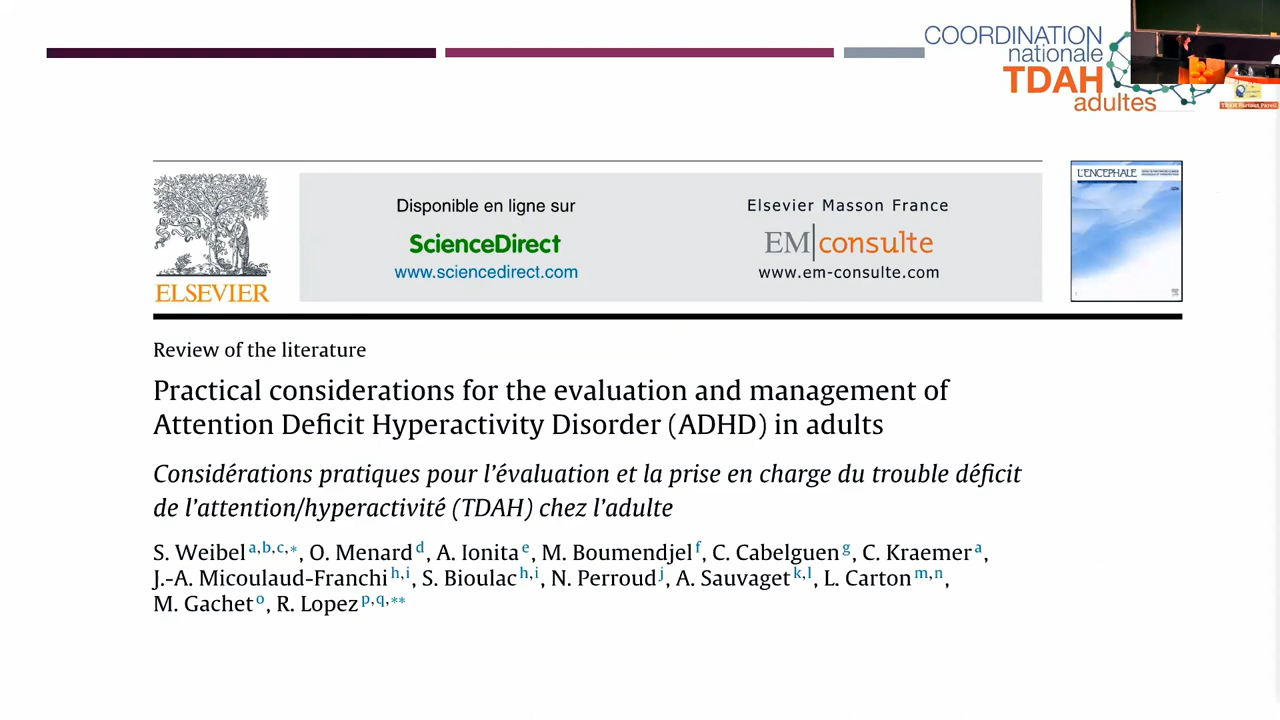 COORDINATION
nationale
TDAH
adultes
TDAH Partout Pareil
ELSEVIER
Disponible en ligne sur
ScienceDirect
www.sciencedirect.com
Elsevier Masson France
EM|consulte
www.em-consulte.com
L'ENCEPHALE
Review of the literature
Practical considerations for the evaluation and management of
Attention Deficit Hyperactivity Disorder (ADHD) in adults
Considérations pratiques pour l'évaluation et la prise en charge du trouble déficit
de l'attention/hyperactivité (TDAH) chez l'adulte
S. Weibel a,b,c,*, O. Menard d, A. Ionita e, M. Boumendjel f, C. Cabelguen g, C. Kraemer a,
J.-A. Micoulaud-Franchi h,i, S. Bioulac h,i, N. Perroud j, A. Sauvaget k,l, L. Carton m,n,
M. Gachet o, R. Lopez p,q,**